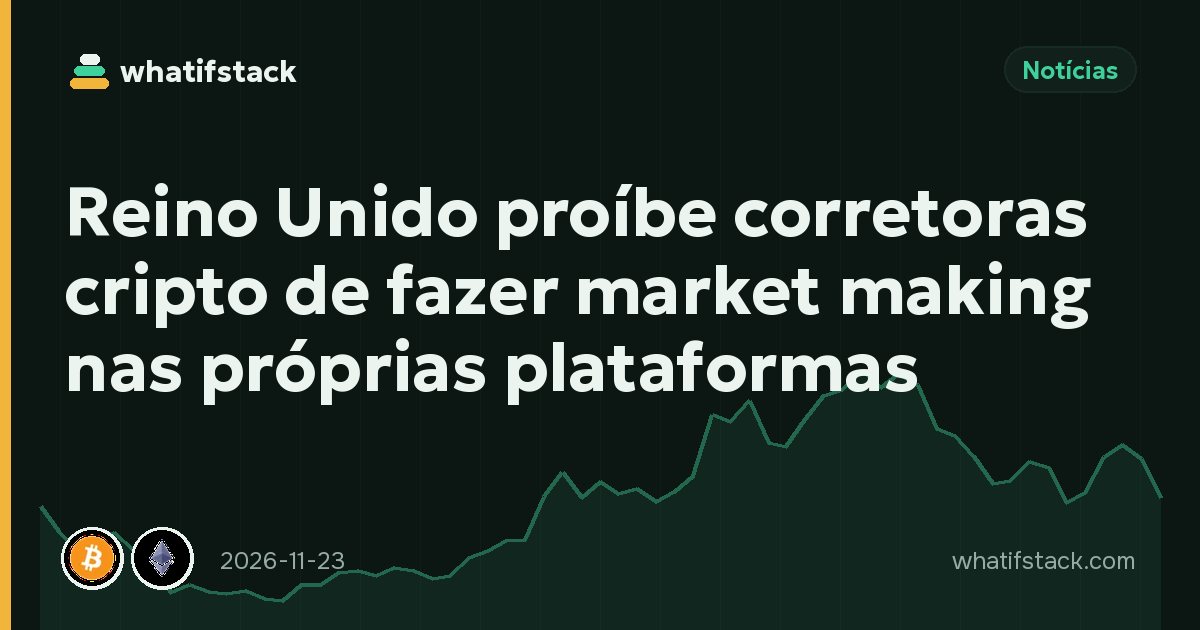 whatifstack
Notícias
Reino Unido proíbe corretoras
cripto de fazer market making
nas próprias plataformas
2026-11-23
whatifstack.com